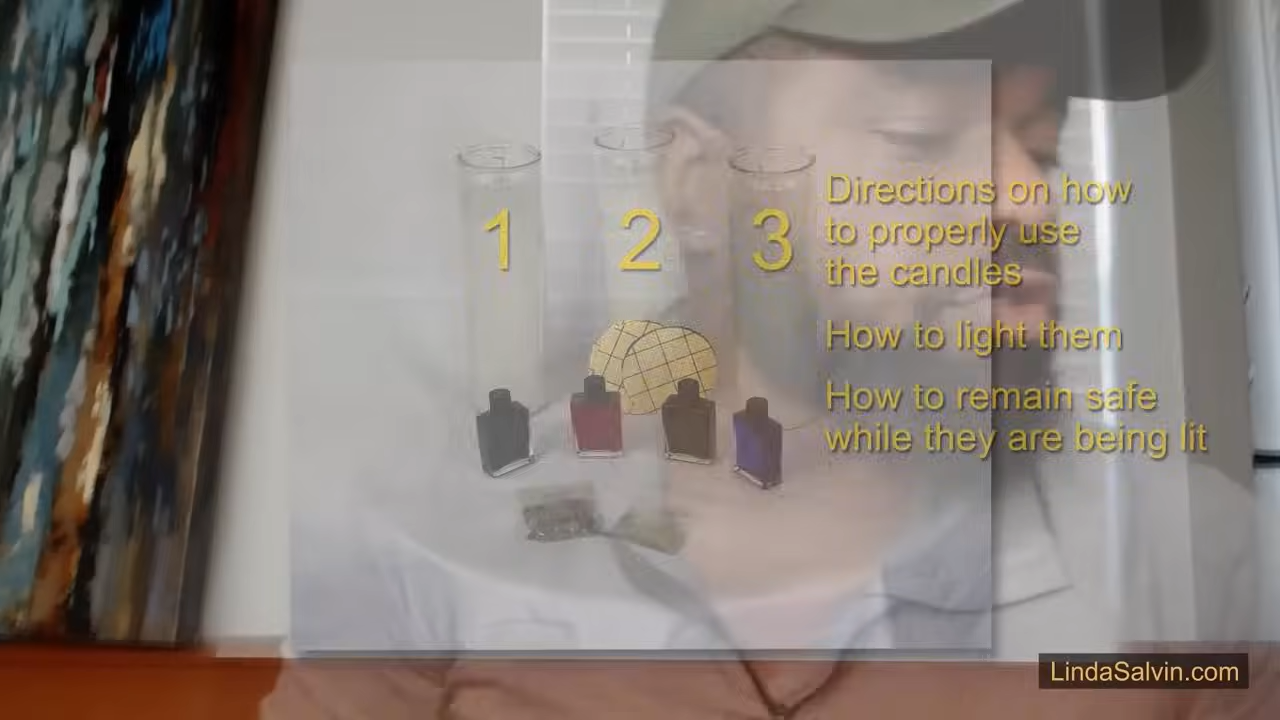 1 2 3
Directions on how
to properly use
the candles
How to light them
How to remain safe
while they are being lit
LindaSalvin.com